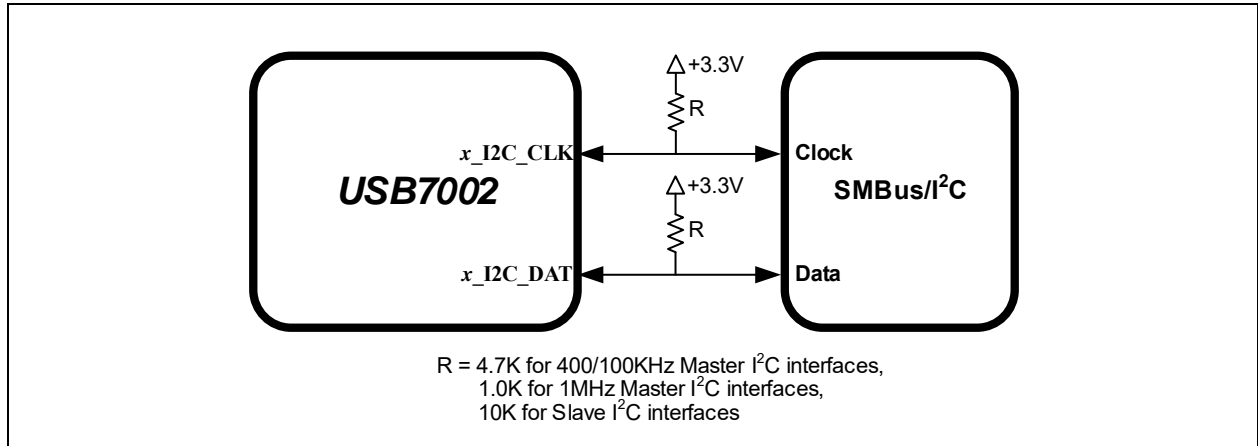 +3.3V
R
x_I2C_CLK
Clock
USB7002
+3.3V
SMBus/I²C
R
x_I2C_DAT
Data
R = 4.7K for 400/100KHz Master I²C interfaces,
1.0K for 1MHz Master I²C interfaces,
10K for Slave I²C interfaces